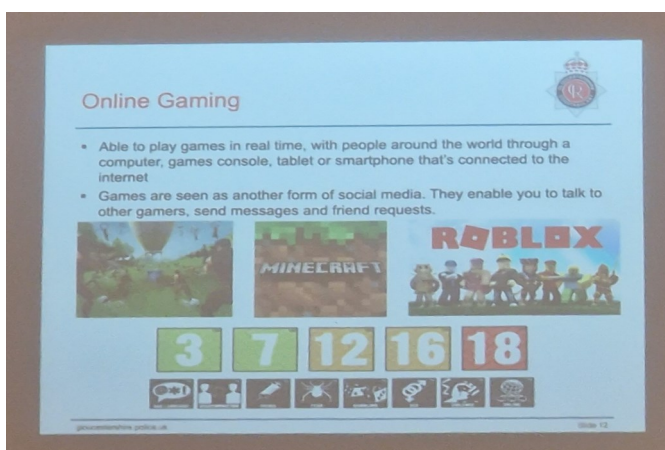 Online Gaming
• Able to play games in real time, with people around the world through a
computer, games console, tablet or smartphone that's connected to the
internet
• Games are seen as another form of social media. They enable you to talk to
other gamers, send messages and friend requests.
MINECRAFT
ROBLOX
3 7 12 16 18
gloucestershire.police.uk Slide 12